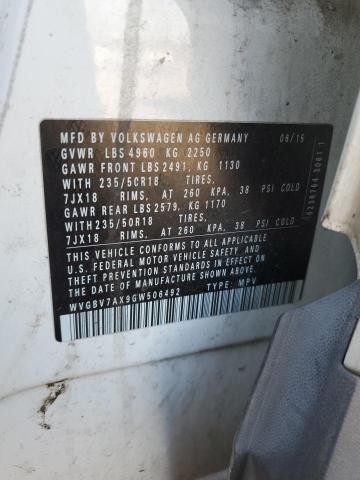 MFD BY VOLKSWAGEN AG GERMANY 08/15
GVWR LBS 4960 KG 2250
GAWR FRONT LBS 2491, KG 1130
WITH 235/50R18 TIRES,
7JX18 RIMS, AT 260 KPA, 38 PSI COLD
GAWR REAR LBS 2579, KG 1170
WITH 235/50R18 TIRES,
7JX18 RIMS, AT 260 KPA, 38 PSI COLD
THIS VEHICLE CONFORMS TO ALL APPLICABLE
U.S. FEDERAL MOTOR VEHICLE SAFETY, BUMPER AND
THEFT PREVENTION STANDARDS IN EFFECT ON THE DATE
OF MANUFACTURE SHOWN ABOVE
WVGBV7AX9GW506492 TYPE: MPV